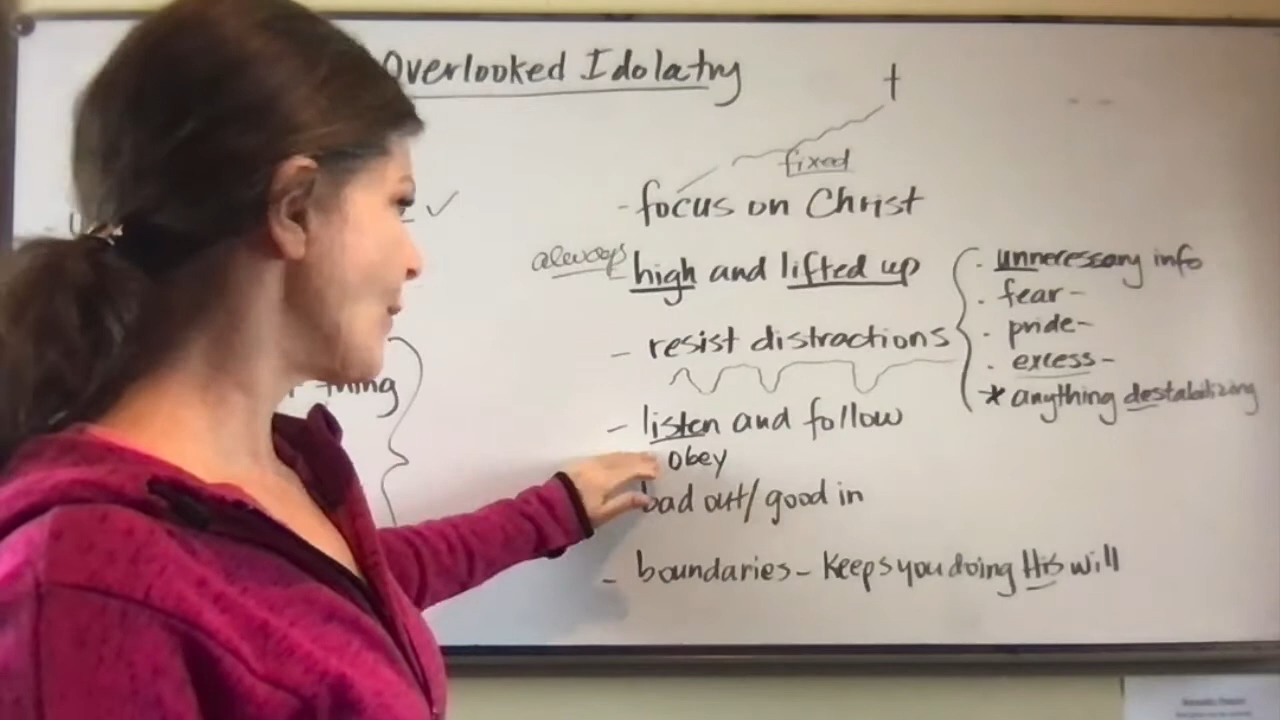 Overlooked Idolatry
fixed
- focus on Christ
always high and lifted up
- resist distractions
· unnecessary info
· fear -
· pride -
· excess -
* anything destabilizing
- listen and follow
obey
bad out/good in
- boundaries - keeps you doing His will
thing